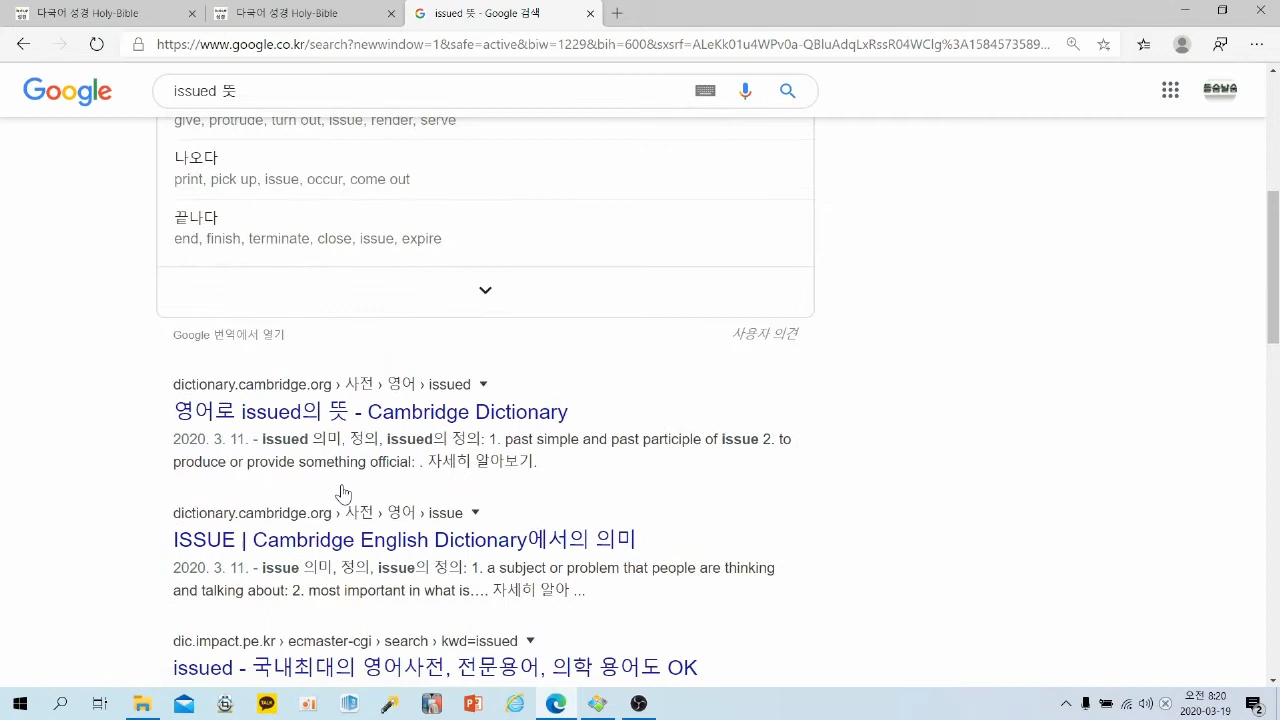 다국어 성경 Holy-Bible
다국어 성경 Holy-Bible
issued 뜻 - Google 검색
https://www.google.co.kr/search?newwindow=1&safe=active&biw=1229&bih=600&sxsrf=ALeKk01u4WPv0a-QBluAdqLxRssR04WClg%3A1584573589...
Google
issued 뜻
돌솜날솜
give, protrude, turn out, issue, render, serve
나오다
print, pick up, issue, occur, come out
끝나다
end, finish, terminate, close, issue, expire
Google 번역에서 열기
사용자 의견
dictionary.cambridge.org › 사전 › 영어 › issued
영어로 issued의 뜻 - Cambridge Dictionary
2020. 3. 11. - issued 의미, 정의, issued의 정의: 1. past simple and past participle of issue 2. to
produce or provide something official: . 자세히 알아보기.
dictionary.cambridge.org › 사전 › 영어 › issue
ISSUE | Cambridge English Dictionary에서의 의미
2020. 3. 11. - issue 의미, 정의, issue의 정의: 1. a subject or problem that people are thinking
and talking about: 2. most important in what is…. 자세히 알아 ...
dic.impact.pe.kr › ecmaster-cgi › search › kwd=issued
issued - 국내최대의 영어사전, 전문용어, 의학 용어도 OK
TALK
오전 8:20
2020-03-19
2